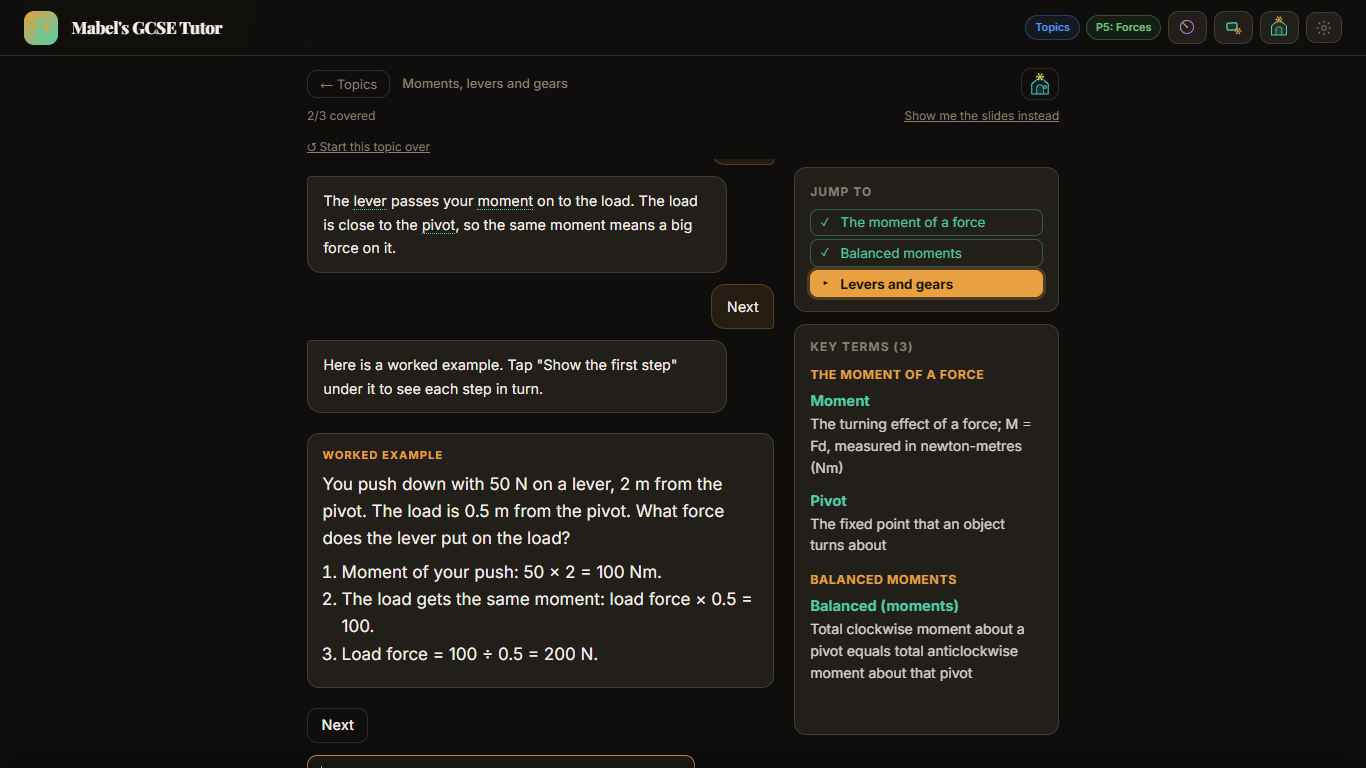 Mabel's GCSE Tutor
Topics
P5: Forces
← Topics
Moments, levers and gears
2/3 covered
Show me the slides instead
↺ Start this topic over
The lever passes your moment on to the load. The load
is close to the pivot, so the same moment means a big
force on it.
Next
Here is a worked example. Tap "Show the first step"
under it to see each step in turn.
WORKED EXAMPLE
You push down with 50 N on a lever, 2 m from the
pivot. The load is 0.5 m from the pivot. What force
does the lever put on the load?
1. Moment of your push: 50 × 2 = 100 Nm.
2. The load gets the same moment: load force × 0.5 =
100.
3. Load force = 100 ÷ 0.5 = 200 N.
Next
JUMP TO
✓ The moment of a force
✓ Balanced moments
‣ Levers and gears
KEY TERMS (3)
THE MOMENT OF A FORCE
Moment
The turning effect of a force; M =
Fd, measured in newton-metres
(Nm)
Pivot
The fixed point that an object
turns about
BALANCED MOMENTS
Balanced (moments)
Total clockwise moment about a
pivot equals total anticlockwise
moment about that pivot